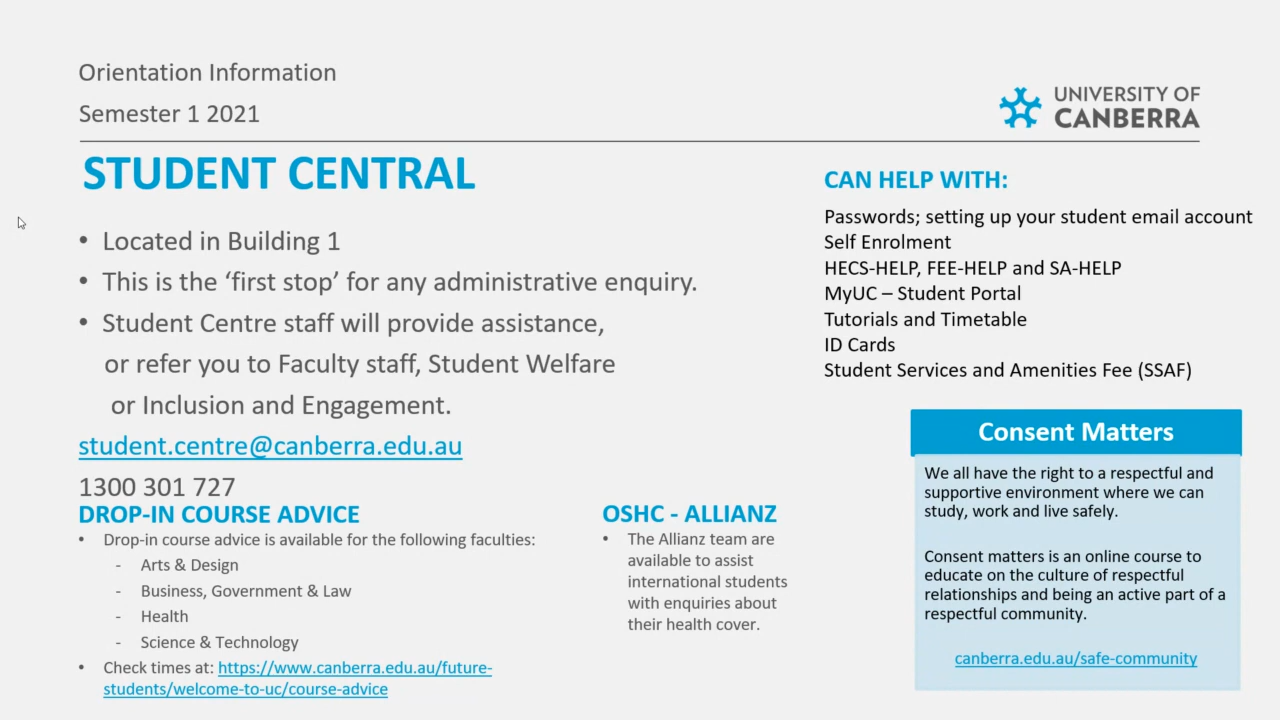 Orientation Information
Semester 1 2021
UNIVERSITY OF
CANBERRA
STUDENT CENTRAL
• Located in Building 1
• This is the ‘first stop’ for any administrative enquiry.
• Student Centre staff will provide assistance,
or refer you to Faculty staff, Student Welfare
or Inclusion and Engagement.
student.centre@canberra.edu.au
1300 301 727
CAN HELP WITH:
Passwords; setting up your student email account
Self Enrolment
HECS-HELP, FEE-HELP and SA-HELP
MyUC – Student Portal
Tutorials and Timetable
ID Cards
Student Services and Amenities Fee (SSAF)
DROP-IN COURSE ADVICE
• Drop-in course advice is available for the following faculties:
- Arts & Design
- Business, Government & Law
- Health
- Science & Technology
• Check times at: https://www.canberra.edu.au/future-
students/welcome-to-uc/course-advice
OSHC - ALLIANZ
• The Allianz team are
available to assist
international students
with enquiries about
their health cover.
Consent Matters
We all have the right to a respectful and
supportive environment where we can
study, work and live safely.
Consent matters is an online course to
educate on the culture of respectful
relationships and being an active part of a
respectful community.
canberra.edu.au/safe-community